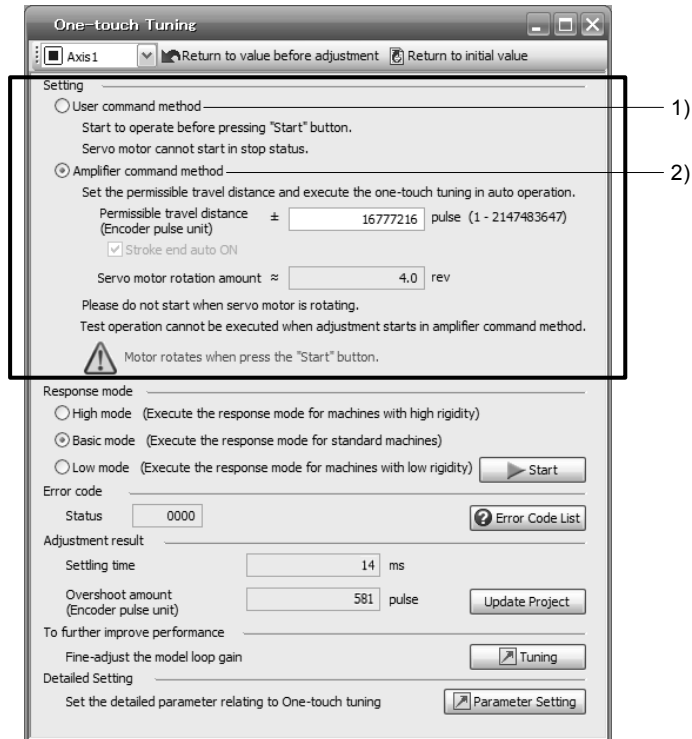 One-touch Tuning
Axis1 Return to value before adjustment Return to initial value
Setting
User command method 1)
Start to operate before pressing "Start" button.
Servo motor cannot start in stop status.
Amplifier command method 2)
Set the permissible travel distance and execute the one-touch tuning in auto operation.
Permissible travel distance ± 16777216 pulse (1 - 2147483647)
(Encoder pulse unit)
Stroke end auto ON
Servo motor rotation amount ≈ 4.0 rev
Please do not start when servo motor is rotating.
Test operation cannot be executed when adjustment starts in amplifier command method.
Motor rotates when press the "Start" button.
Response mode
High mode (Execute the response mode for machines with high rigidity)
Basic mode (Execute the response mode for standard machines)
Low mode (Execute the response mode for machines with low rigidity) Start
Error code
Status 0000 Error Code List
Adjustment result
Settling time 14 ms
Overshoot amount 581 pulse Update Project
(Encoder pulse unit)
To further improve performance
Fine-adjust the model loop gain Tuning
Detailed Setting
Set the detailed parameter relating to One-touch tuning Parameter Setting